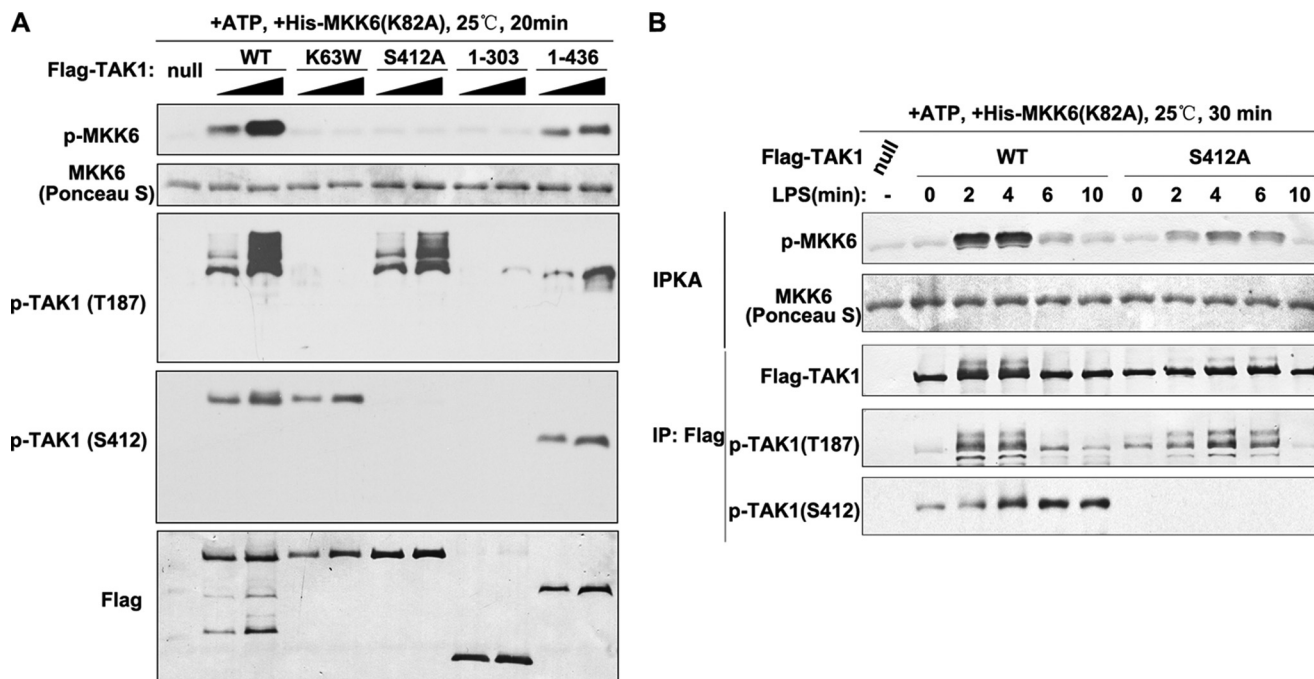 A
+ATP, +His-MKK6(K82A), 25℃, 20min
Flag-TAK1: null WT K63W S412A 1-303 1-436
p-MKK6
MKK6
(Ponceau S)
p-TAK1 (T187)
p-TAK1 (S412)
Flag
B
+ATP, +His-MKK6(K82A), 25℃, 30 min
Flag-TAK1 null WT S412A
LPS(min): - 0 2 4 6 10 0 2 4 6 10
IPKA
p-MKK6
MKK6
(Ponceau S)
Flag-TAK1
IP: Flag
p-TAK1(T187)
p-TAK1(S412)